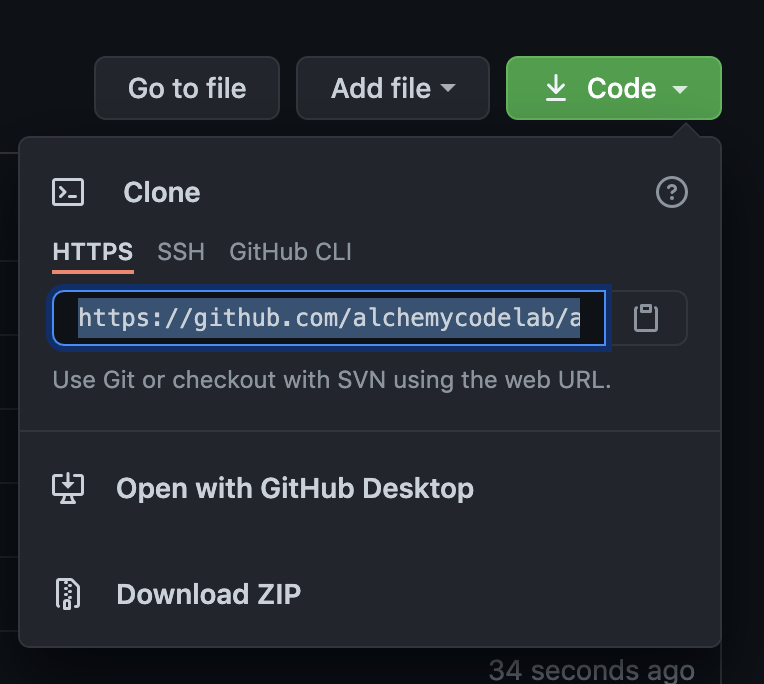 Go to file
Add file
Code
Clone
HTTPS
SSH
GitHub CLI
https://github.com/alchemycodelab/a
Use Git or checkout with SVN using the web URL.
Open with GitHub Desktop
Download ZIP
34 seconds ago